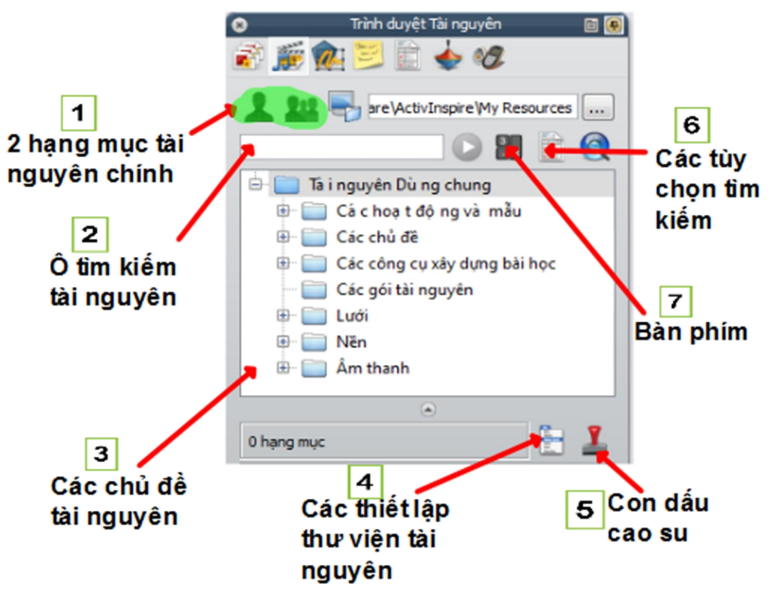 Trình duyệt Tài nguyên
are\ActivInspire\My Resources
...
1
2 hạng mục tài
nguyên chính
6
Các tùy
chọn tìm
kiếm
2
Ô tìm kiếm
tài nguyên
Tà i nguyên Dù ng chung
Cá c hoạ t độ ng và mẫu
Các chủ đề
Các công cụ xây dựng bài học
Các gói tài nguyên
Lưới
Nền
Âm thanh
7
Bàn phím
3
Các chủ đề
tài nguyên
0 hạng mục
4
Các thiết lập
thư viện tài
nguyên
5
Con dấu
cao su